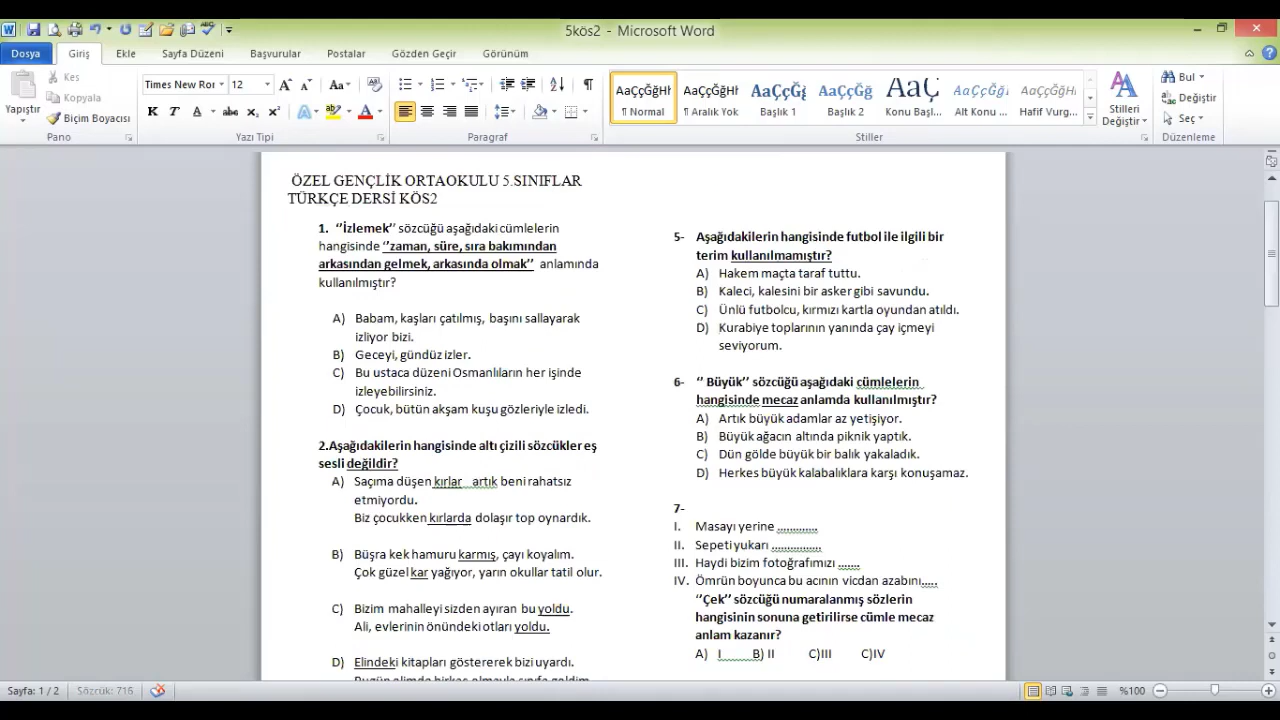 5kös2 - Microsoft Word
Dosya Giriş Ekle Sayfa Düzeni Başvurular Postalar Gözden Geçir Görünüm
Yapıştır
Kes
Kopyala
Biçim Boyacısı
Pano
Times New Ror 12
Yazı Tipi
Paragraf
AaÇçĞğHł AaÇçĞğHł AaÇçĞğ AaÇçĞğ AaÇ AaÇçĞğH AaÇçĞğHł
¶ Normal ¶ Aralık Yok Başlık 1 Başlık 2 Konu Başl... Alt Konu ... Hafif Vurg...
Stilleri Değiştir
Stiller
Bul
Değiştir
Seç
Düzenleme
ÖZEL GENÇLİK ORTAOKULU 5.SINIFLAR
TÜRKÇE DERSİ KÖS2
1. ‘’İzlemek’’ sözcüğü aşağıdaki cümlelerin
hangisinde ‘’zaman, süre, sıra bakımından
arkasından gelmek, arkasında olmak’’ anlamında
kullanılmıştır?
A) Babam, kaşları çatılmış, başını sallayarak
izliyor bizi.
B) Geceyi, gündüz izler.
C) Bu ustaca düzeni Osmanlıların her işinde
izleyebilirsiniz.
D) Çocuk, bütün akşam kuşu gözleriyle izledi.
2.Aşağıdakilerin hangisinde altı çizili sözcükler eş
sesli değildir?
A) Saçıma düşen kırlar artık beni rahatsız
etmiyordu.
Biz çocukken kırlarda dolaşır top oynardık.
B) Büşra kek hamuru karmış, çayı koyalım.
Çok güzel kar yağıyor, yarın okullar tatil olur.
C) Bizim mahalleyi sizden ayıran bu yoldu.
Ali, evlerinin önündeki otları yoldu.
D) Elindeki kitapları göstererek bizi uyardı.
5- Aşağıdakilerin hangisinde futbol ile ilgili bir
terim kullanılmamıştır?
A) Hakem maçta taraf tuttu.
B) Kaleci, kalesini bir asker gibi savundu.
C) Ünlü futbolcu, kırmızı kartla oyundan atıldı.
D) Kurabiye toplarının yanında çay içmeyi
seviyorum.
6- ‘’ Büyük’’ sözcüğü aşağıdaki cümlelerin
hangisinde mecaz anlamda kullanılmıştır?
A) Artık büyük adamlar az yetişiyor.
B) Büyük ağacın altında piknik yaptık.
C) Dün gölde büyük bir balık yakaladık.
D) Herkes büyük kalabalıklara karşı konuşamaz.
7-
I. Masayı yerine .............
II. Sepeti yukarı ................
III. Haydi bizim fotoğrafımızı .......
IV. Ömrün boyunca bu acının vicdan azabını.....
‘’Çek’’ sözcüğü numaralanmış sözlerin
hangisinin sonuna getirilirse cümle mecaz
anlam kazanır?
A) I B) II C)III C)IV
Sayfa: 1 / 2 Sözcük: 716 %100